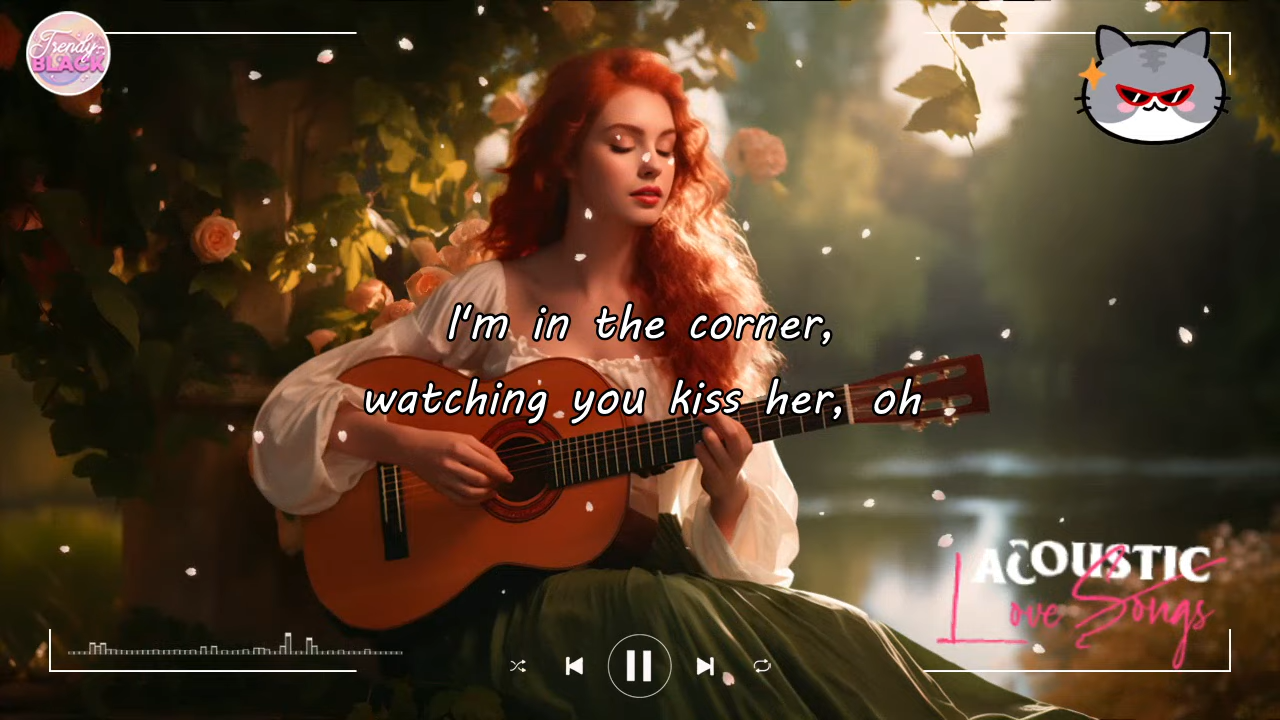 Trendy
BLACK
I'm in the corner,
watching you kiss her, oh
ACOUSTIC
Love Songs